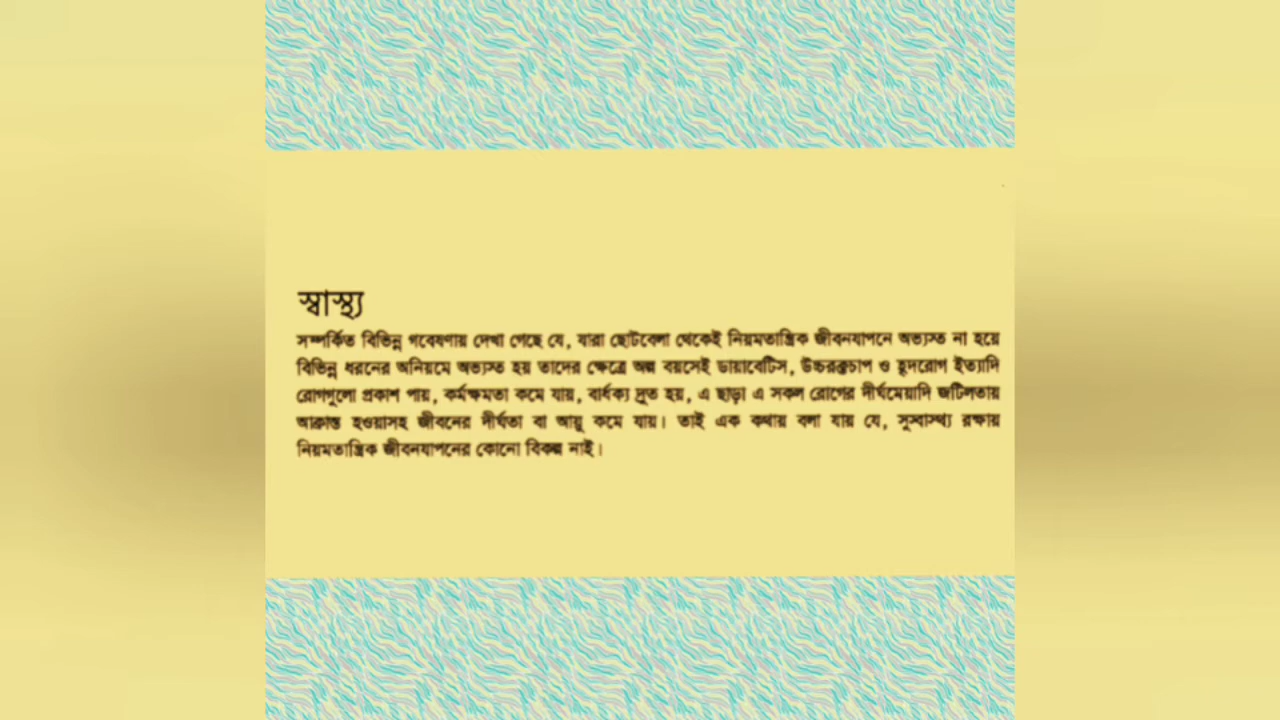 স্বাস্থ্য
সম্পর্কিত বিভিন্ন গবেষণায় দেখা গেছে যে, যারা ছোটবেলা থেকেই নিয়মতান্ত্রিক জীবনযাপনে অভ্যস্ত না হয়ে
বিভিন্ন ধরনের অনিয়মে অভ্যস্ত হয় তাদের ক্ষেত্রে অল্প বয়সেই ডায়াবেটিস, উচ্চরক্তচাপ ও হৃদরোগ ইত্যাদি
রোগগুলো প্রকাশ পায়, কর্মক্ষমতা কমে যায়, বার্ধক্য দ্রুত হয়, এ ছাড়া এ সকল রোগের দীর্ঘমেয়াদি জটিলতায়
আক্রান্ত হওয়াসহ জীবনের দীর্ঘতা বা আয়ু কমে যায়। তাই এক কথায় বলা যায় যে, সুস্বাস্থ্য রক্ষায়
নিয়মতান্ত্রিক জীবনযাপনের কোনো বিকল্প নাই।